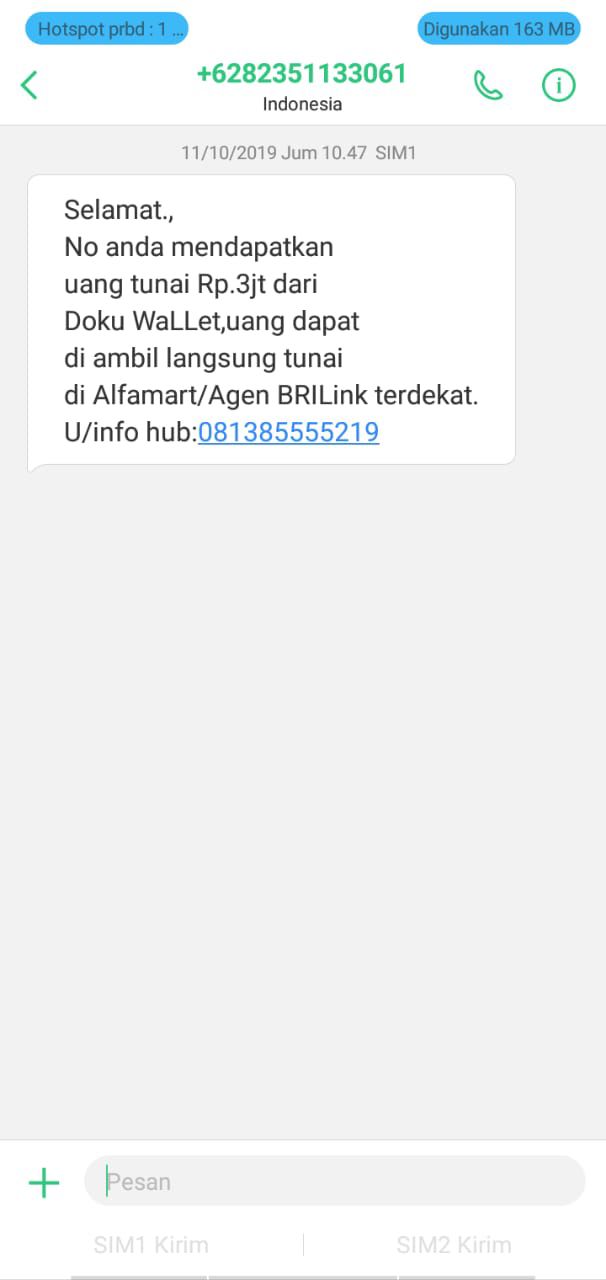 Hotspot prbd : 1 ...
Digunakan 163 MB
+6282351133061
Indonesia
11/10/2019 Jum 10.47 SIM1
Selamat.,
No anda mendapatkan
uang tunai Rp.3jt dari
Doku WaLLet,uang dapat
di ambil langsung tunai
di Alfamart/Agen BRILink terdekat.
U/info hub:081385555219
Pesan
SIM1 Kirim
SIM2 Kirim